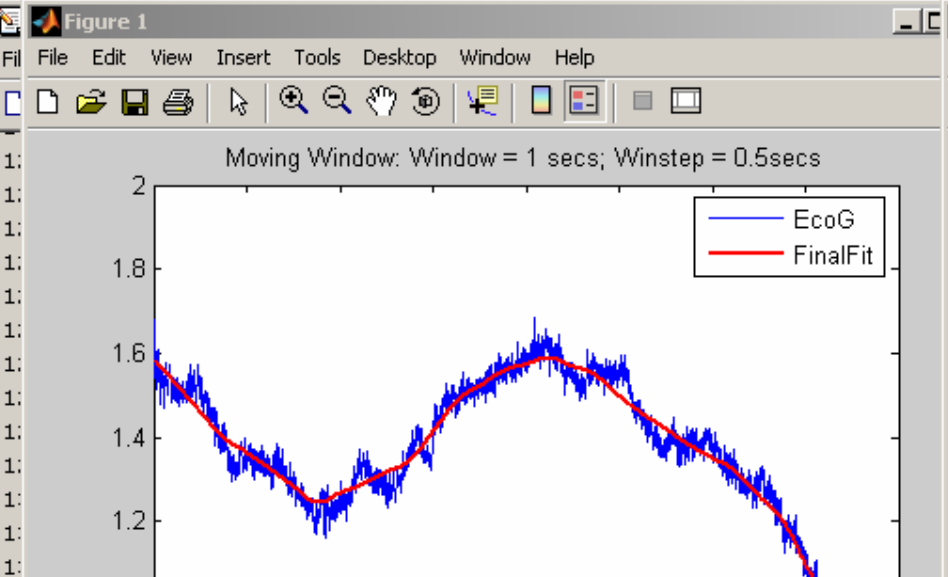 Figure 1
File Edit View Insert Tools Desktop Window Help
Moving Window: Window = 1 secs; Winstep = 0.5secs
2
EcoG
FinalFit
1.8
1.6
1.4
1.2